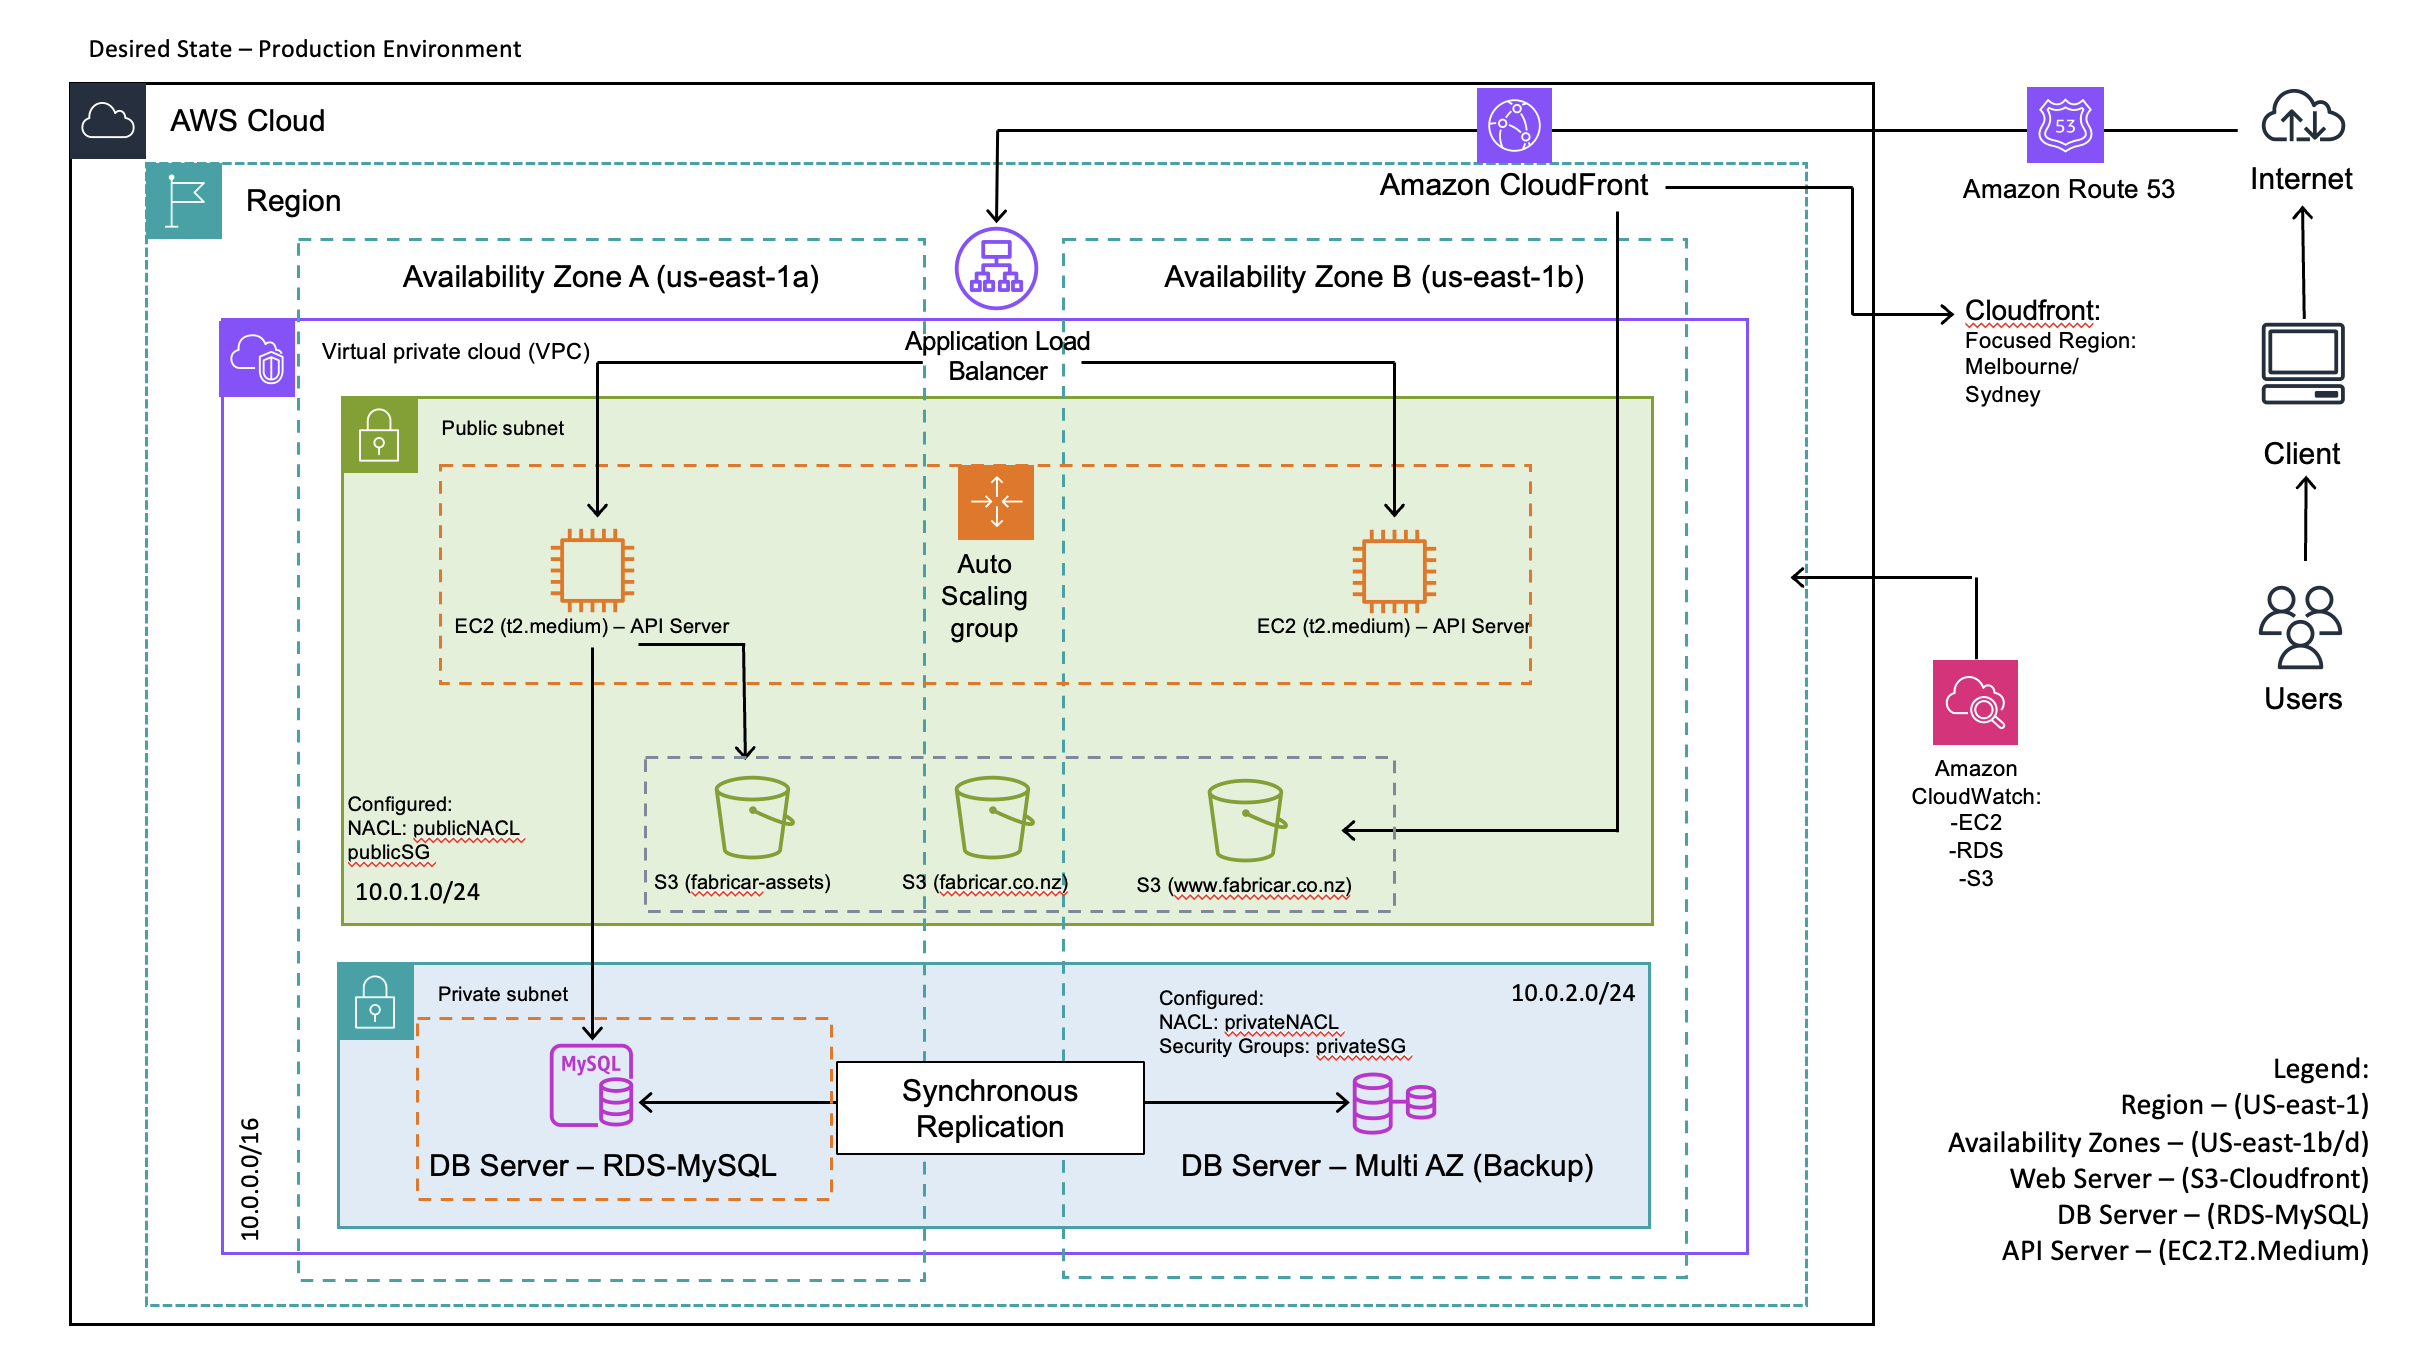 Desired State – Production Environment
AWS Cloud
53
Amazon Route 53
Internet
Region
Amazon CloudFront
Availability Zone A (us-east-1a)
Availability Zone B (us-east-1b)
Cloudfront:
Focused Region:
Melbourne/
Sydney
Virtual private cloud (VPC)
Application Load
Balancer
Client
Public subnet
Auto
Scaling
group
EC2 (t2.medium) – API Server
EC2 (t2.medium) – API Server
Users
Amazon
CloudWatch:
-EC2
-RDS
-S3
Configured:
NACL: publicNACL
publicSG
10.0.1.0/24
S3 (fabricar-assets)
S3 (fabricar.co.nz)
S3 (www.fabricar.co.nz)
Private subnet
Configured:
NACL: privateNACL
Security Groups: privateSG
10.0.2.0/24
MySQL
Synchronous
Replication
DB Server – RDS-MySQL
DB Server – Multi AZ (Backup)
10.0.0.0/16
Legend:
Region – (US-east-1)
Availability Zones – (US-east-1b/d)
Web Server – (S3-Cloudfront)
DB Server – (RDS-MySQL)
API Server – (EC2.T2.Medium)